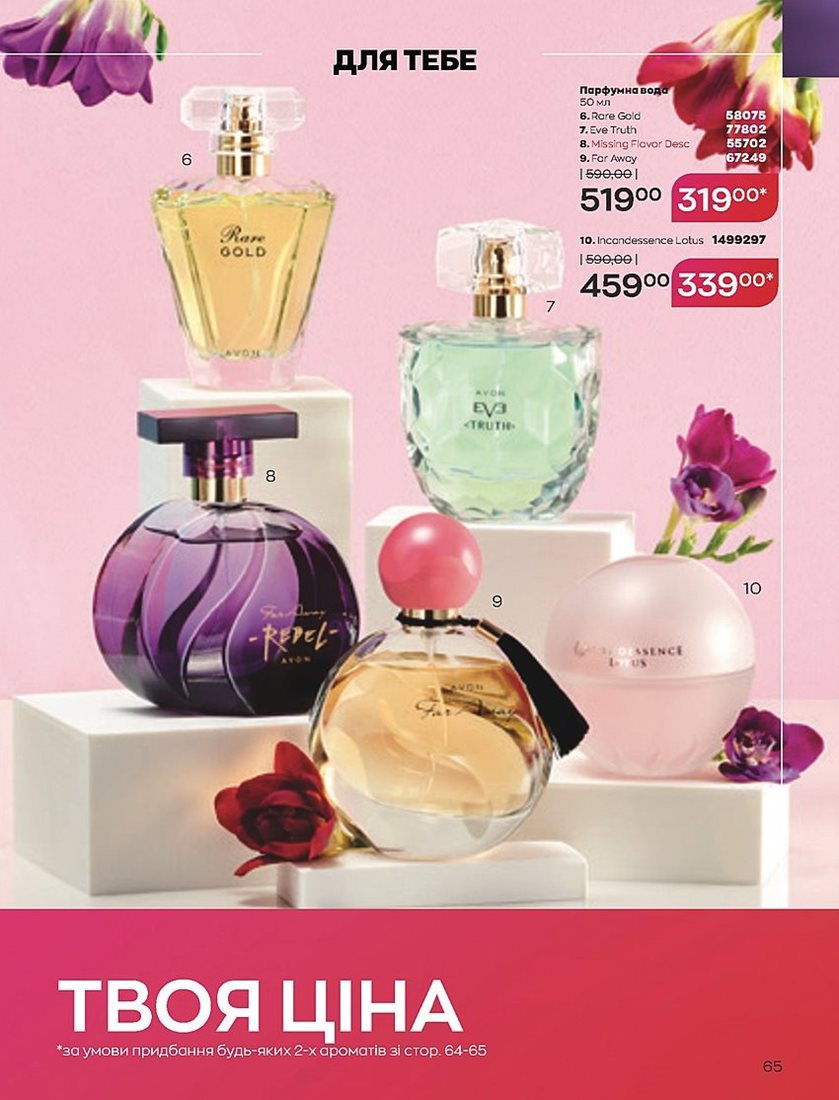 ДЛЯ ТЕБЕ
Парфумна вода
50 мл
6. Rare Gold 58075
7. Eve Truth 77802
8. Missing Flavor Desc 55702
9. Far Away 67249
| 590,00 |
519⁰⁰ 319⁰⁰*
10. Incandessence Lotus 1499297
| 590,00 |
459⁰⁰ 339⁰⁰*
6
Rare
GOLD
AVON
7
AVON
EVE
<TRUTH>
8
Far Away
-REBEL-
AVON
9
AVON
Far Away
10
LOTUS
ТВОЯ ЦІНА
*за умови придбання будь-яких 2-х ароматів зі стор. 64-65
65